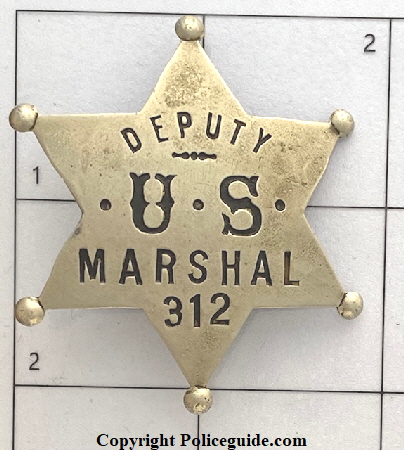 2
DEPUTY
1
· U · S ·
MARSHAL
312
2
Copyright Policeguide.com